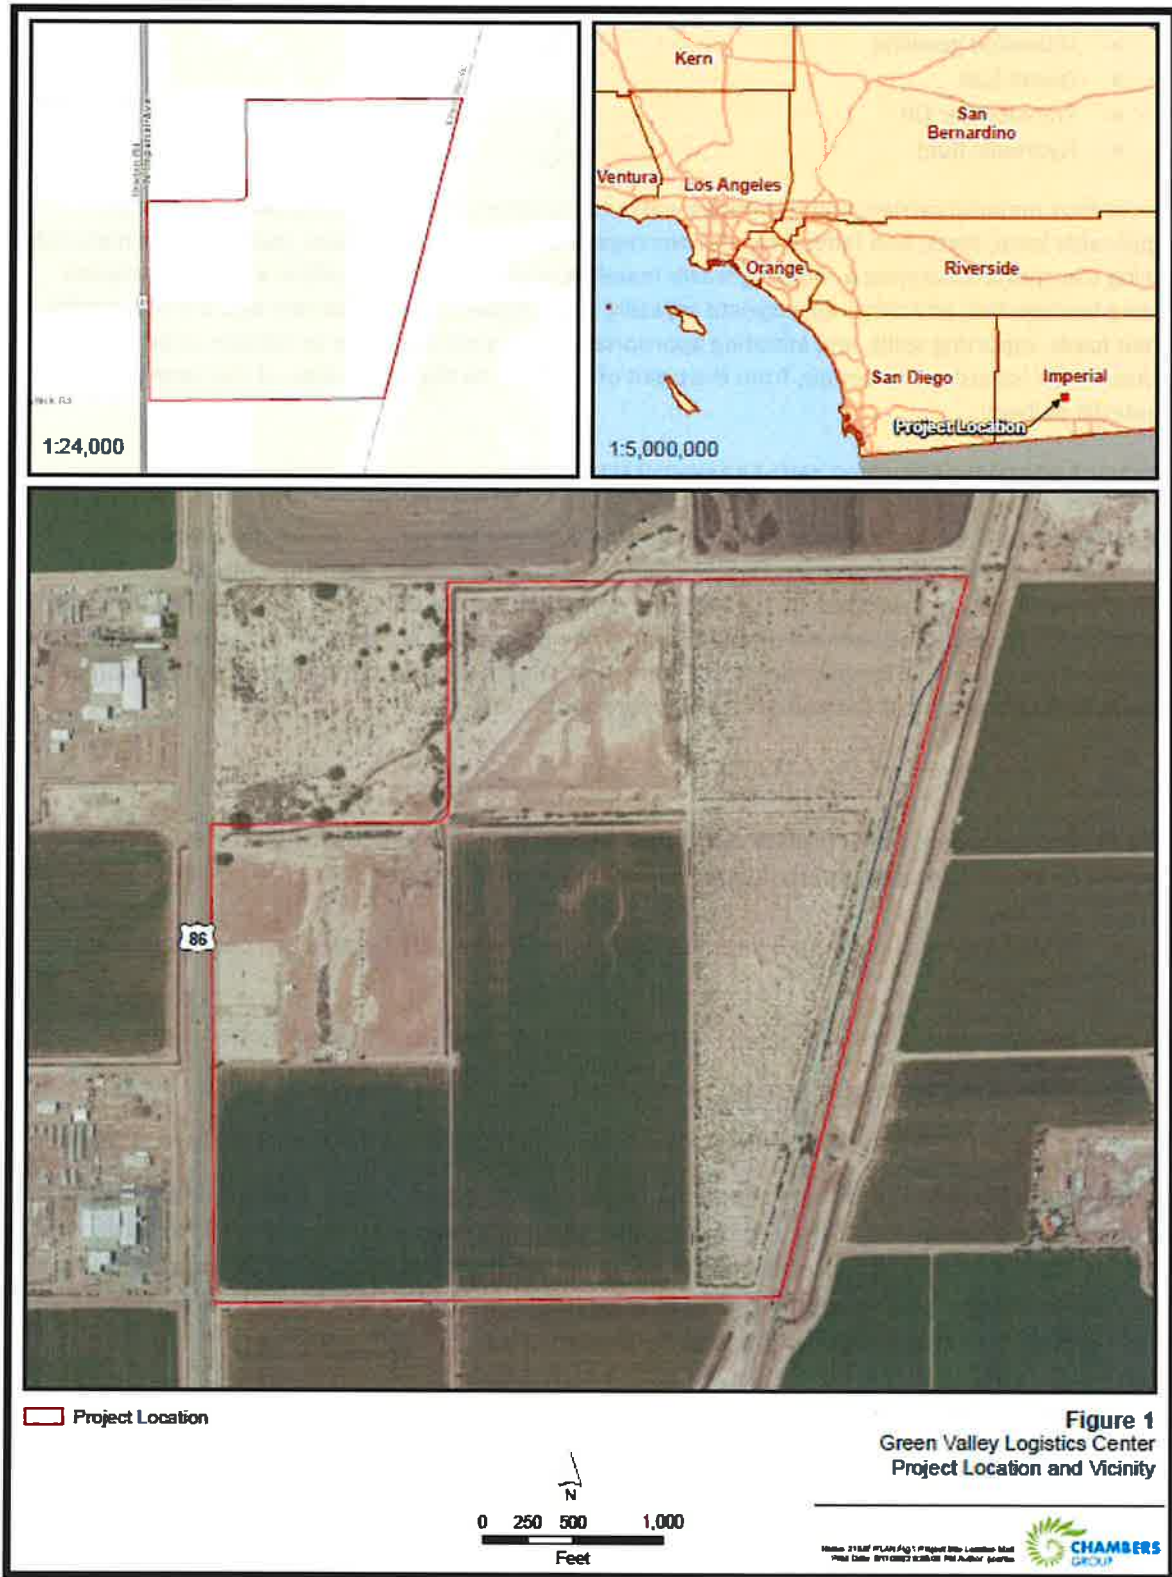 1:24,000
Kern
San
Bernardino
Ventura
Los Angeles
Orange
Riverside
San Diego
Imperial
Project Location
1:5,000,000
86
Project Location
Figure 1
Green Valley Logistics Center
Project Location and Vicinity
N
0 250 500 1,000
Feet
CHAMBERS
GROUP